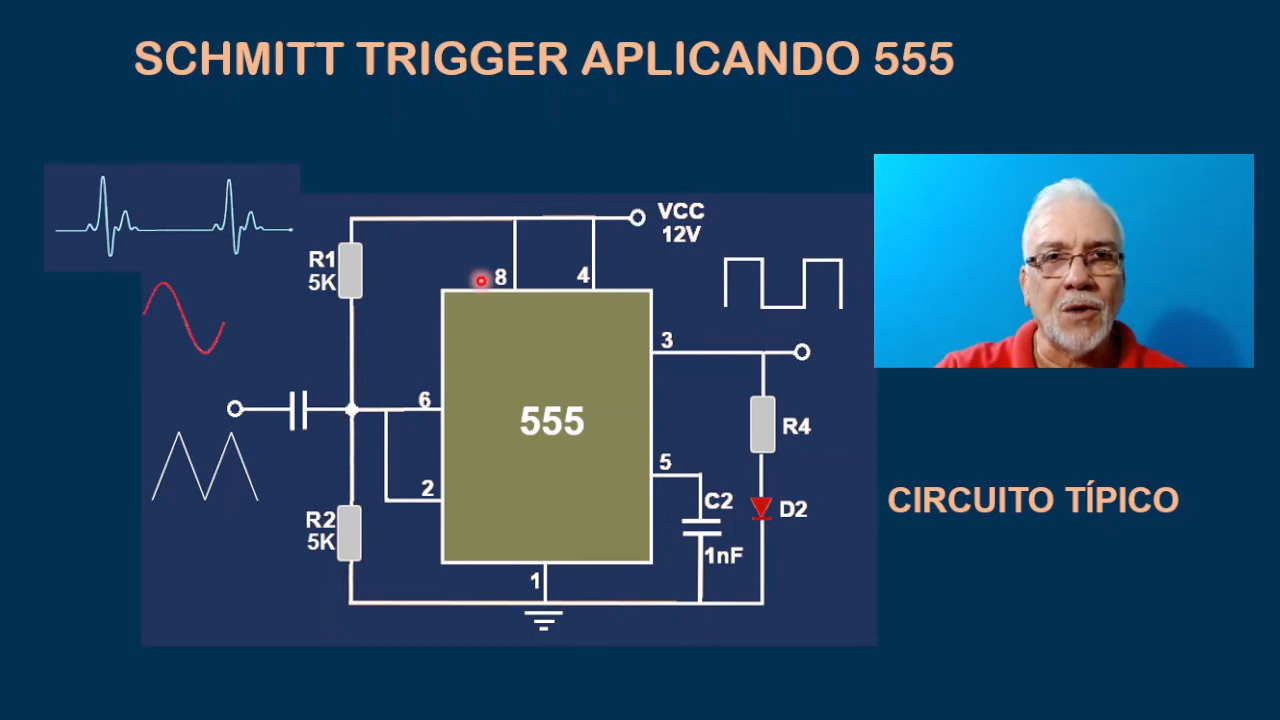 SCHMITT TRIGGER APLICANDO 555
VCC
12V
R1
5K
8
4
3
6
555
R4
5
2
C2
D2
CIRCUITO TÍPICO
R2
5K
1nF
1